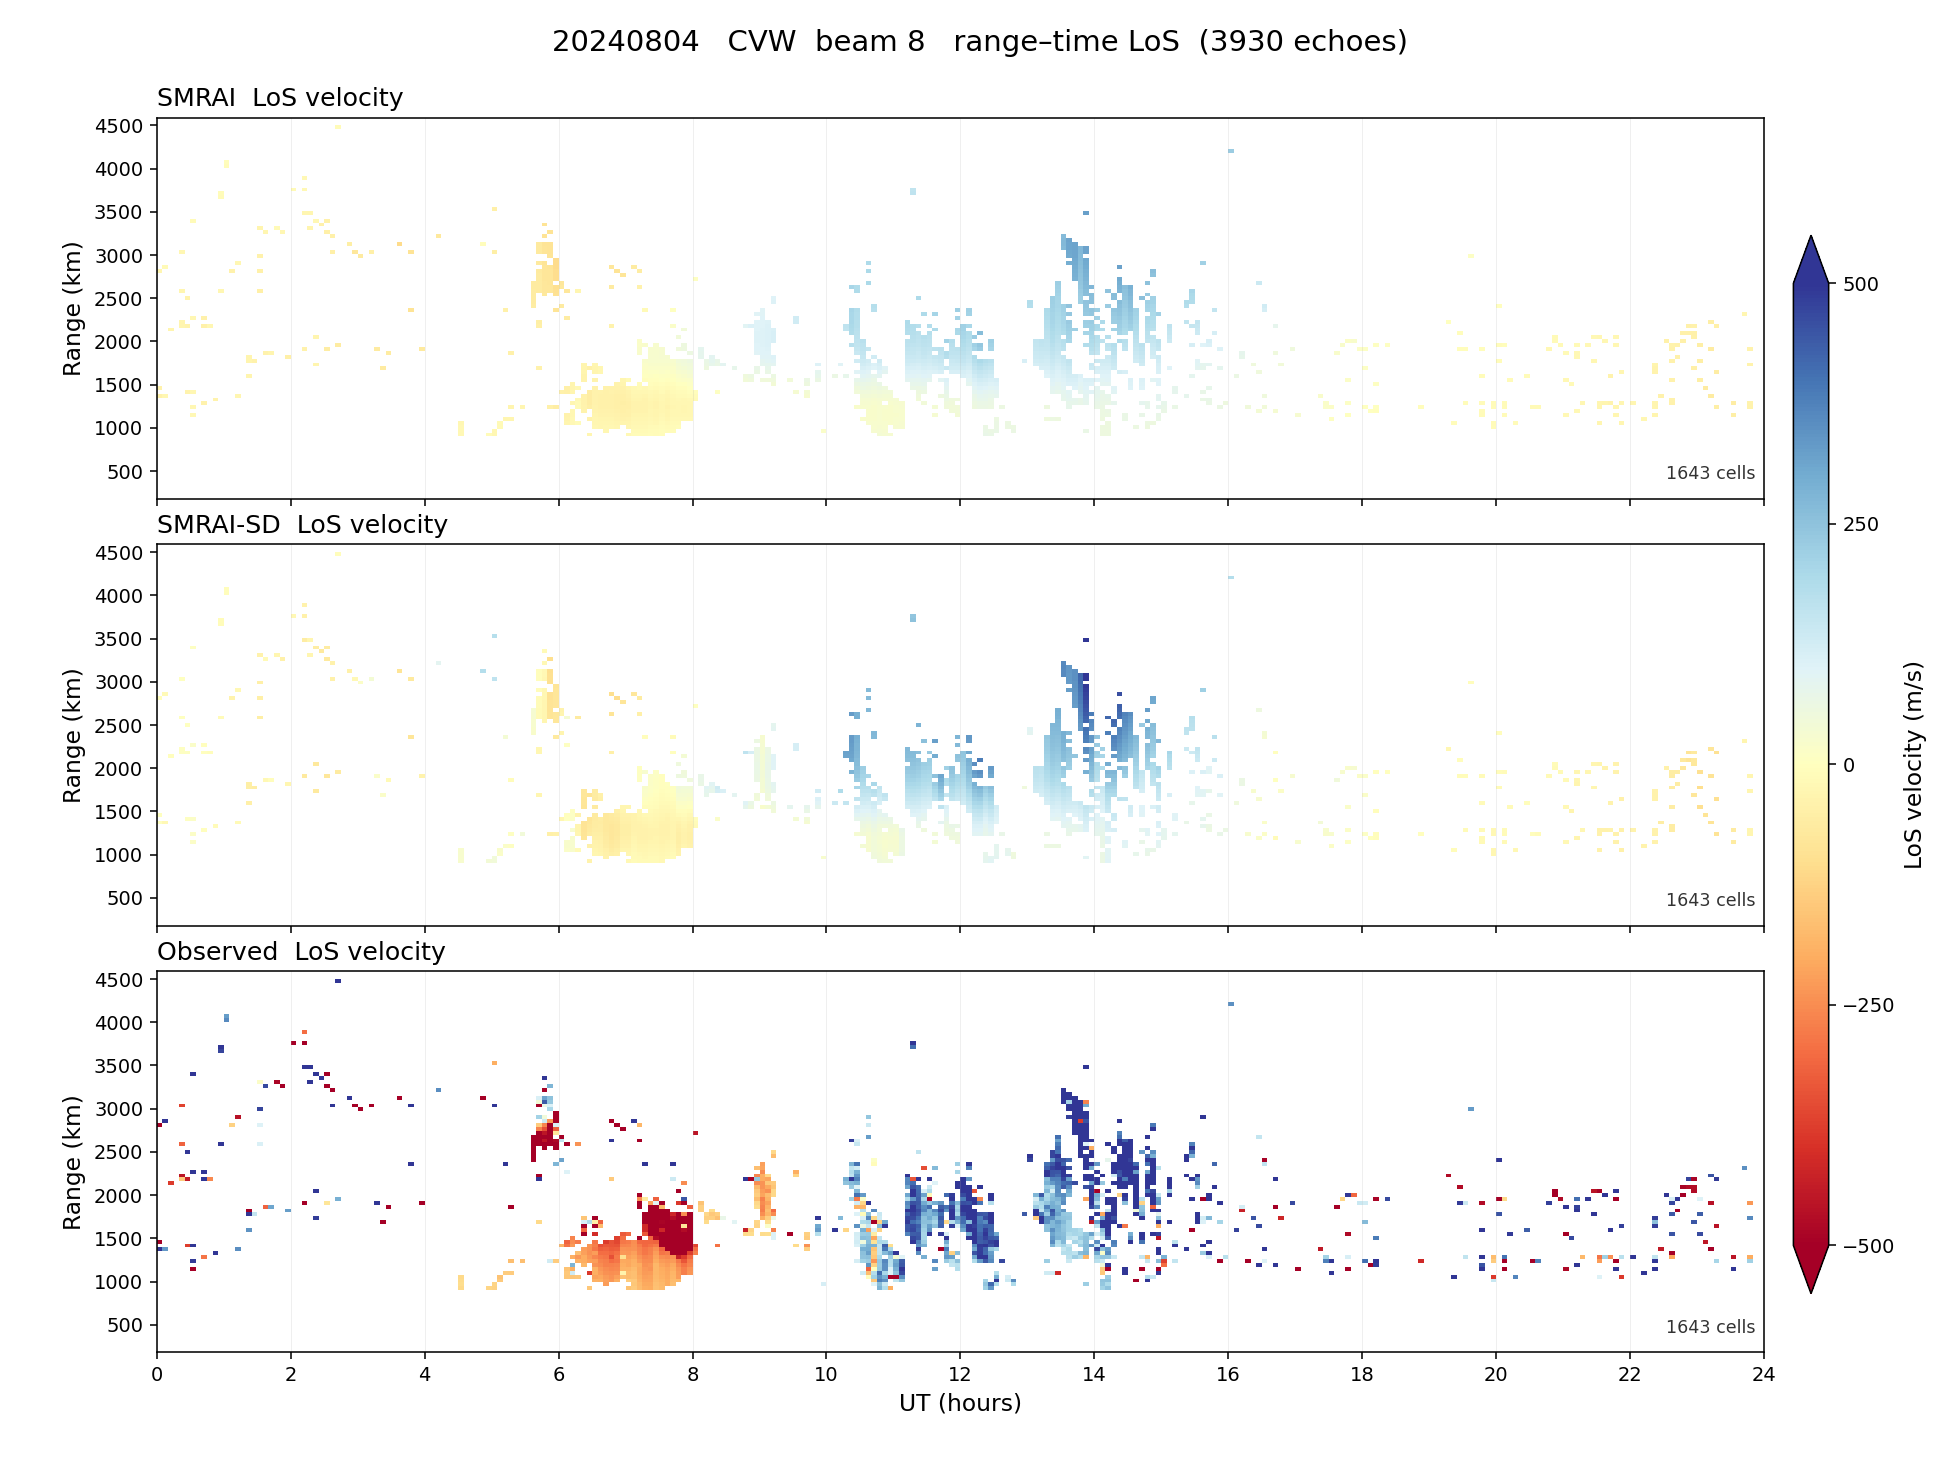 20240804   CVW  beam 8   range–time LoS  (3930 echoes)
SMRAI  LoS velocity
4500
4000
3500
3000
2500
2000
1500
1000
500
Range (km)
1643 cells
SMRAI-SD  LoS velocity
4500
4000
3500
3000
2500
2000
1500
1000
500
Range (km)
1643 cells
Observed  LoS velocity
4500
4000
3500
3000
2500
2000
1500
1000
500
Range (km)
1643 cells
0 2 4 6 8 10 12 14 16 18 20 22 24
UT (hours)
500
250
0
−250
−500
LoS velocity (m/s)